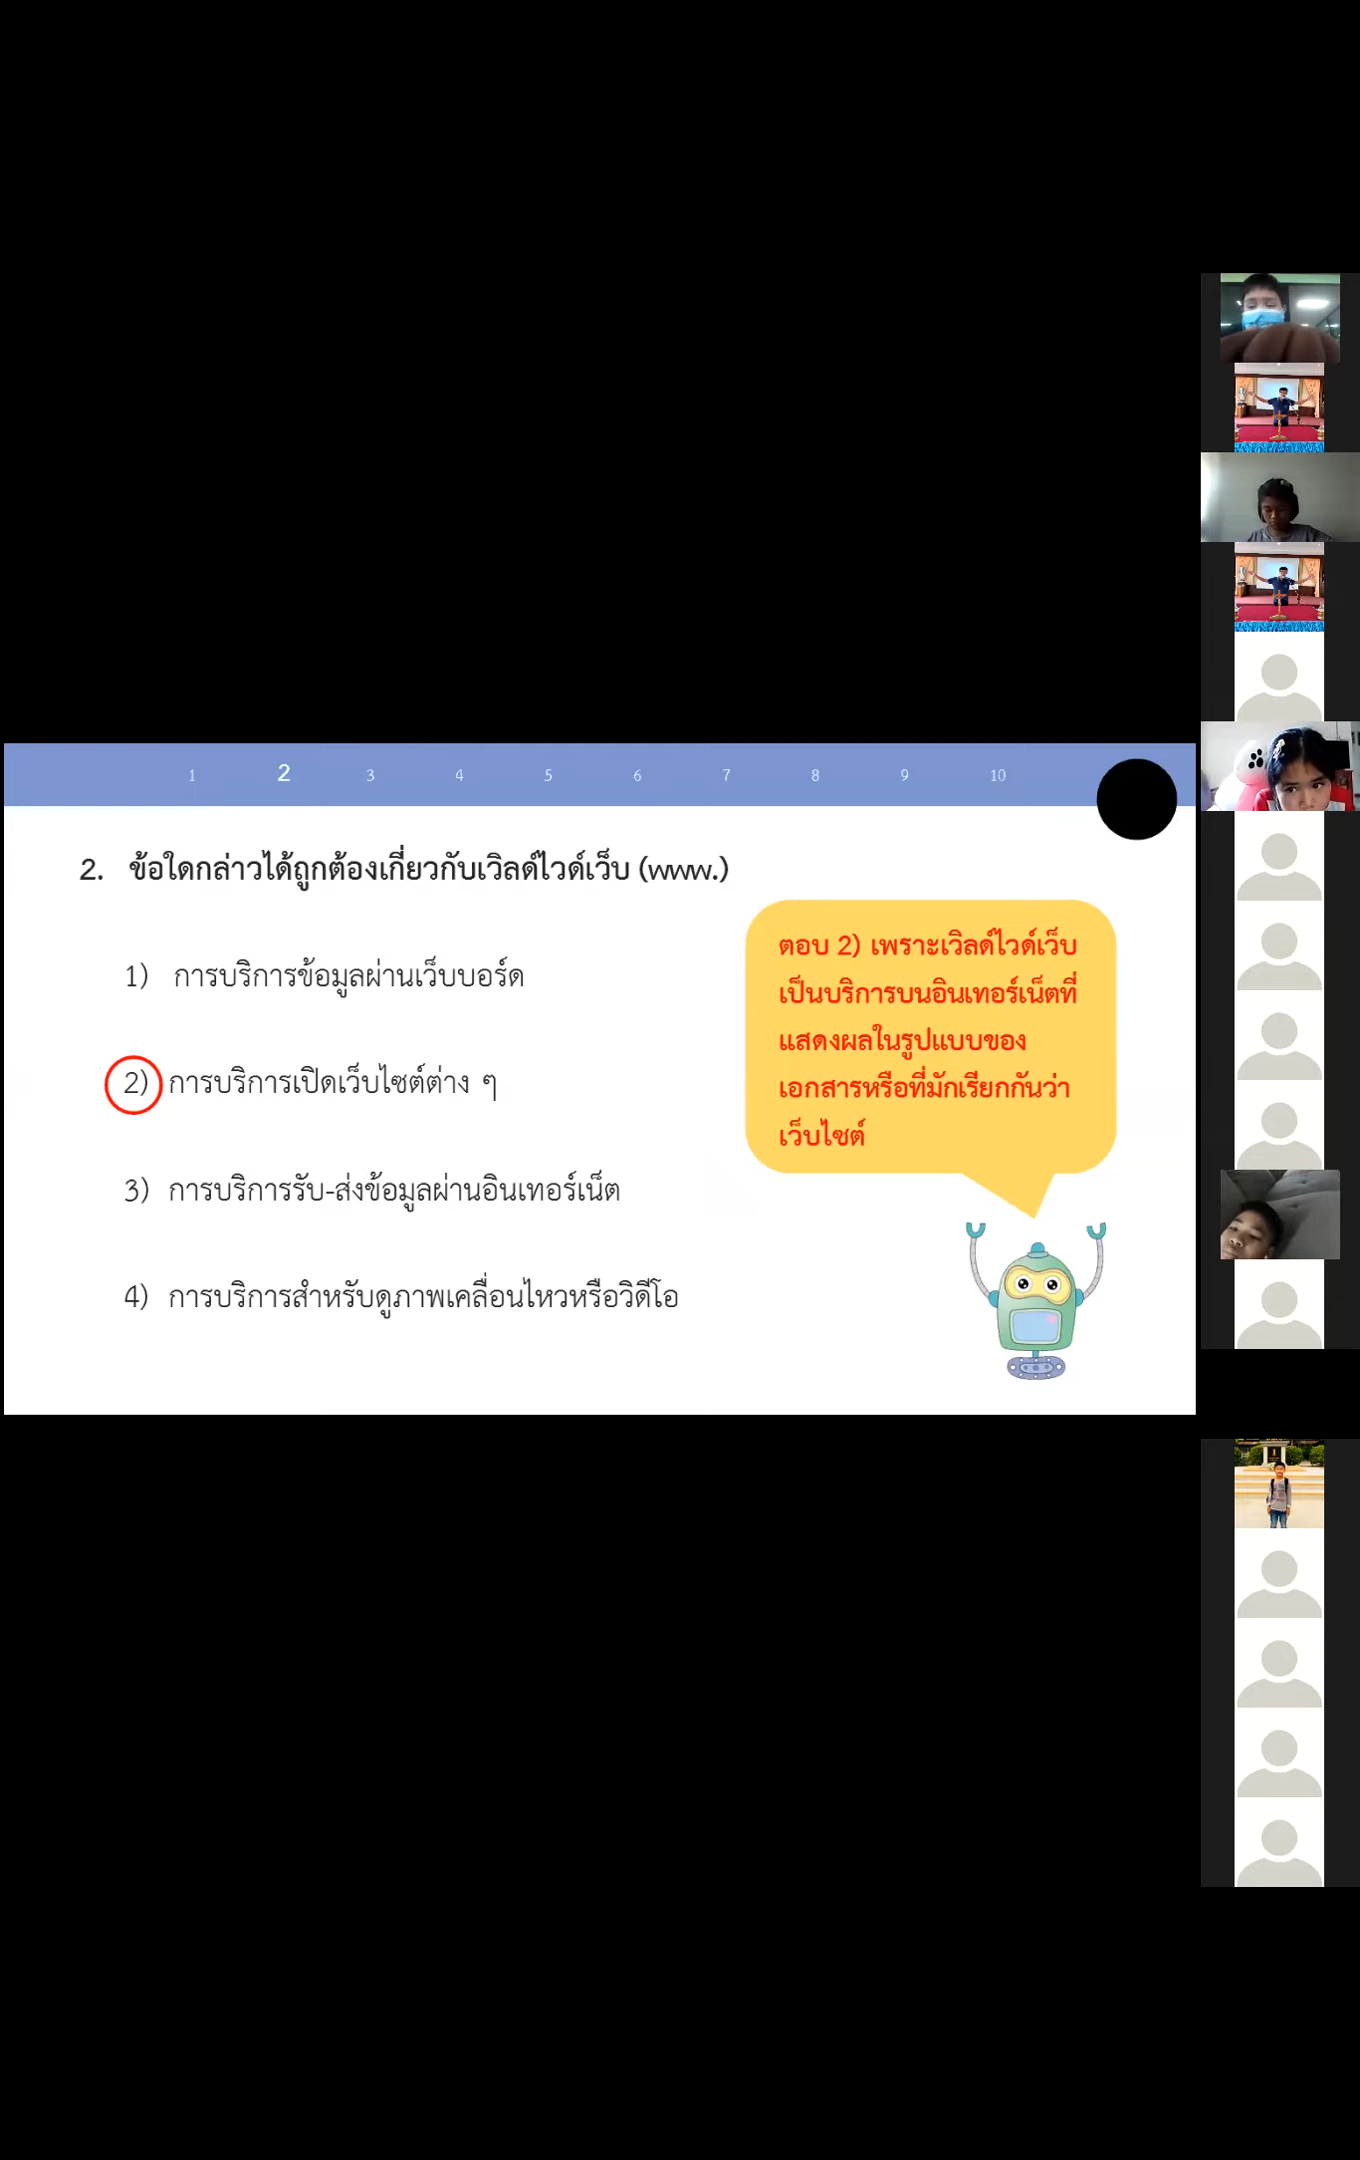 1 2 3 4 5 6 7 8 9 10
2. ข้อใดกล่าวได้ถูกต้องเกี่ยวกับเวิลด์ไวด์เว็บ (www.)
1) การบริการข้อมูลผ่านเว็บบอร์ด
2) การบริการเปิดเว็บไซต์ต่าง ๆ
3) การบริการรับ-ส่งข้อมูลผ่านอินเทอร์เน็ต
4) การบริการสำหรับดูภาพเคลื่อนไหวหรือวิดีโอ
ตอบ 2) เพราะเวิลด์ไวด์เว็บ
เป็นบริการบนอินเทอร์เน็ตที่
แสดงผลในรูปแบบของ
เอกสารหรือที่มักเรียกกันว่า
เว็บไซต์